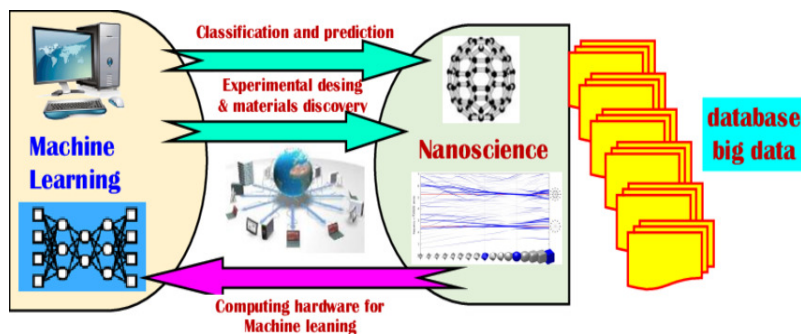 Classification and prediction
Experimental desing
& materials discovery
Machine
Learning
Nanoscience
database
big data
Computing hardware for
Machine leaning